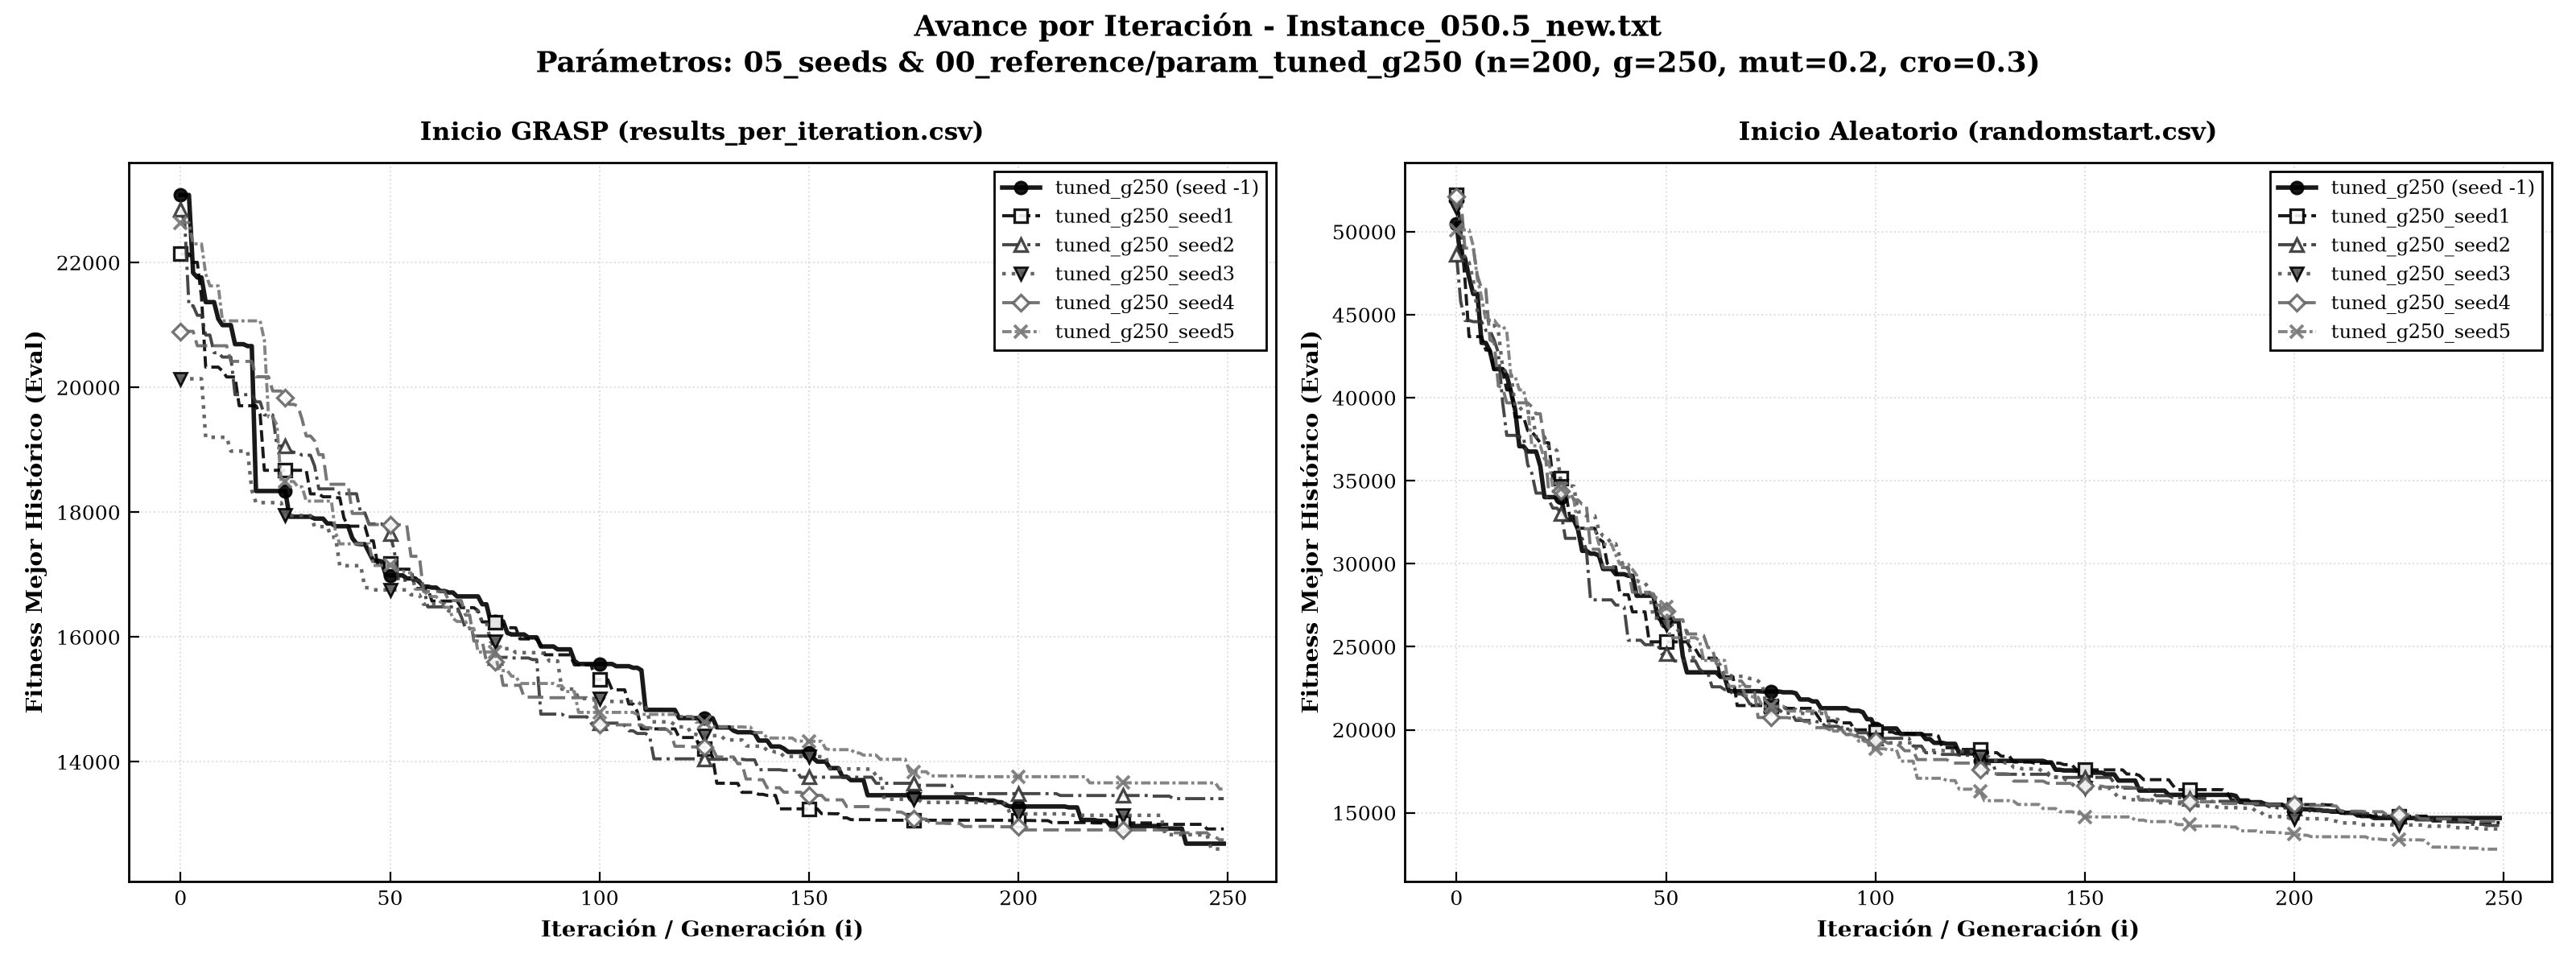 Avance por Iteración - Instance_050.5_new.txt
Parámetros: 05_seeds & 00_reference/param_tuned_g250 (n=200, g=250, mut=0.2, cro=0.3)
Inicio GRASP (results_per_iteration.csv)
Fitness Mejor Histórico (Eval)
22000
20000
18000
16000
14000
0
50
100
150
200
250
Iteración / Generación (i)
tuned_g250 (seed -1)
tuned_g250_seed1
tuned_g250_seed2
tuned_g250_seed3
tuned_g250_seed4
tuned_g250_seed5
Inicio Aleatorio (randomstart.csv)
Fitness Mejor Histórico (Eval)
50000
45000
40000
35000
30000
25000
20000
15000
0
50
100
150
200
250
Iteración / Generación (i)
tuned_g250 (seed -1)
tuned_g250_seed1
tuned_g250_seed2
tuned_g250_seed3
tuned_g250_seed4
tuned_g250_seed5